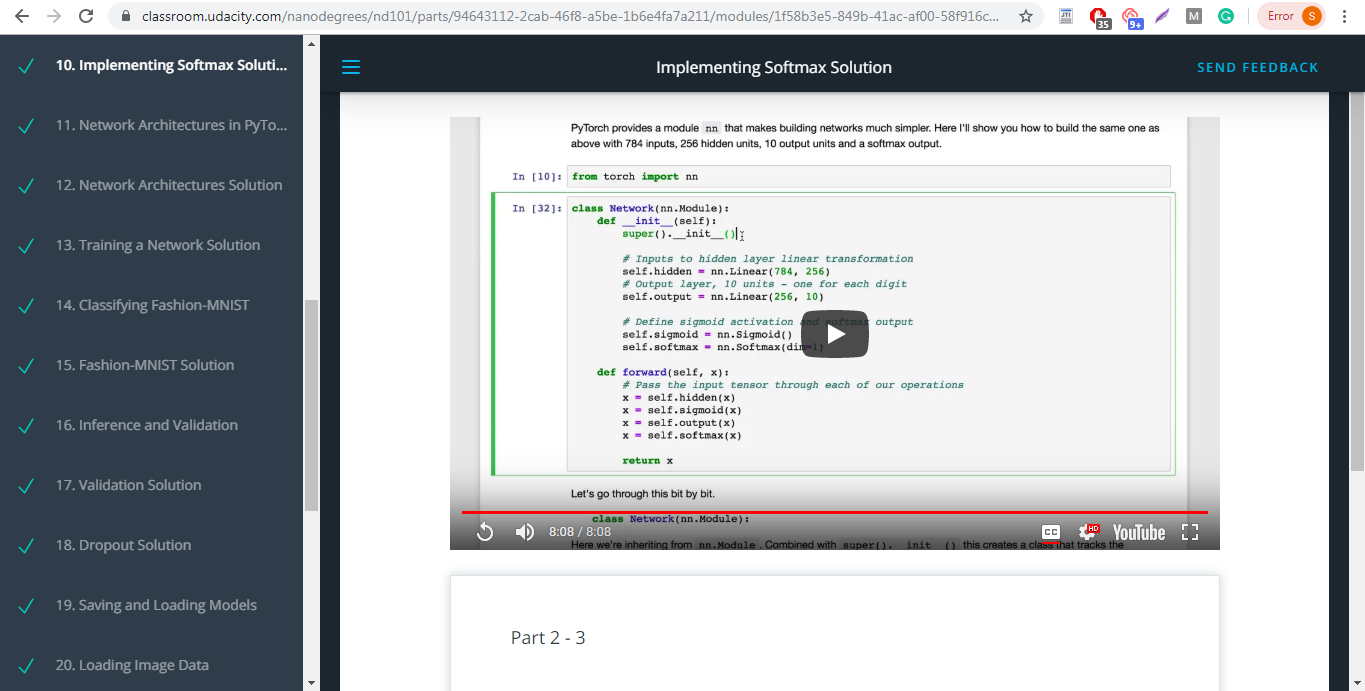 classroom.udacity.com/nanodegrees/nd101/parts/94643112-2cab-46f8-a5be-1b6e4fa7a211/modules/1f58b3e5-849b-41ac-af00-58f916c...
JTI
35
9+
M
G
Error
S
10. Implementing Softmax Soluti...
11. Network Architectures in PyTo...
12. Network Architectures Solution
13. Training a Network Solution
14. Classifying Fashion-MNIST
15. Fashion-MNIST Solution
16. Inference and Validation
17. Validation Solution
18. Dropout Solution
19. Saving and Loading Models
20. Loading Image Data
Implementing Softmax Solution
SEND FEEDBACK
PyTorch provides a module nn that makes building networks much simpler. Here I'll show you how to build the same one as
above with 784 inputs, 256 hidden units, 10 output units and a softmax output.
In [10]: from torch import nn
In [32]: class Network(nn.Module):
def __init__(self):
super().__init__()
# Inputs to hidden layer linear transformation
self.hidden = nn.Linear(784, 256)
# Output layer, 10 units - one for each digit
self.output = nn.Linear(256, 10)
# Define sigmoid activation and softmax output
self.sigmoid = nn.Sigmoid()
self.softmax = nn.Softmax(dim=1)
def forward(self, x):
# Pass the input tensor through each of our operations
x = self.hidden(x)
x = self.sigmoid(x)
x = self.output(x)
x = self.softmax(x)
return x
Let's go through this bit by bit.
class Network(nn.Module):
8:08 / 8:08
CC
HD
YouTube
Here we're inheriting from nn.Module. Combined with super().__init__() this creates a class that tracks the
Part 2 - 3